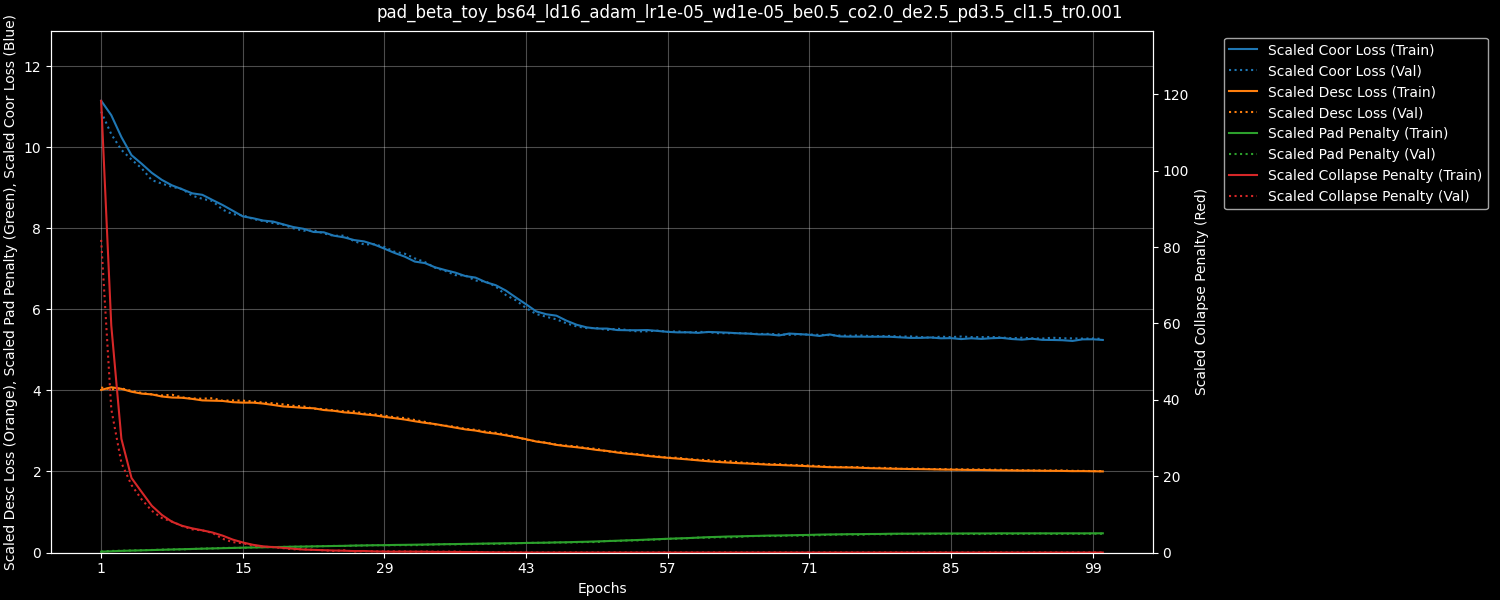 pad_beta_toy_bs64_ld16_adam_lr1e-05_wd1e-05_be0.5_co2.0_de2.5_pd3.5_cl1.5_tr0.001
Scaled Desc Loss (Orange), Scaled Pad Penalty (Green), Scaled Coor Loss (Blue)
12
10
8
6
4
2
0
1 15 29 43 57 71 85 99
Epochs
120
100
80
60
40
20
0
Scaled Collapse Penalty (Red)
Scaled Coor Loss (Train)
Scaled Coor Loss (Val)
Scaled Desc Loss (Train)
Scaled Desc Loss (Val)
Scaled Pad Penalty (Train)
Scaled Pad Penalty (Val)
Scaled Collapse Penalty (Train)
Scaled Collapse Penalty (Val)